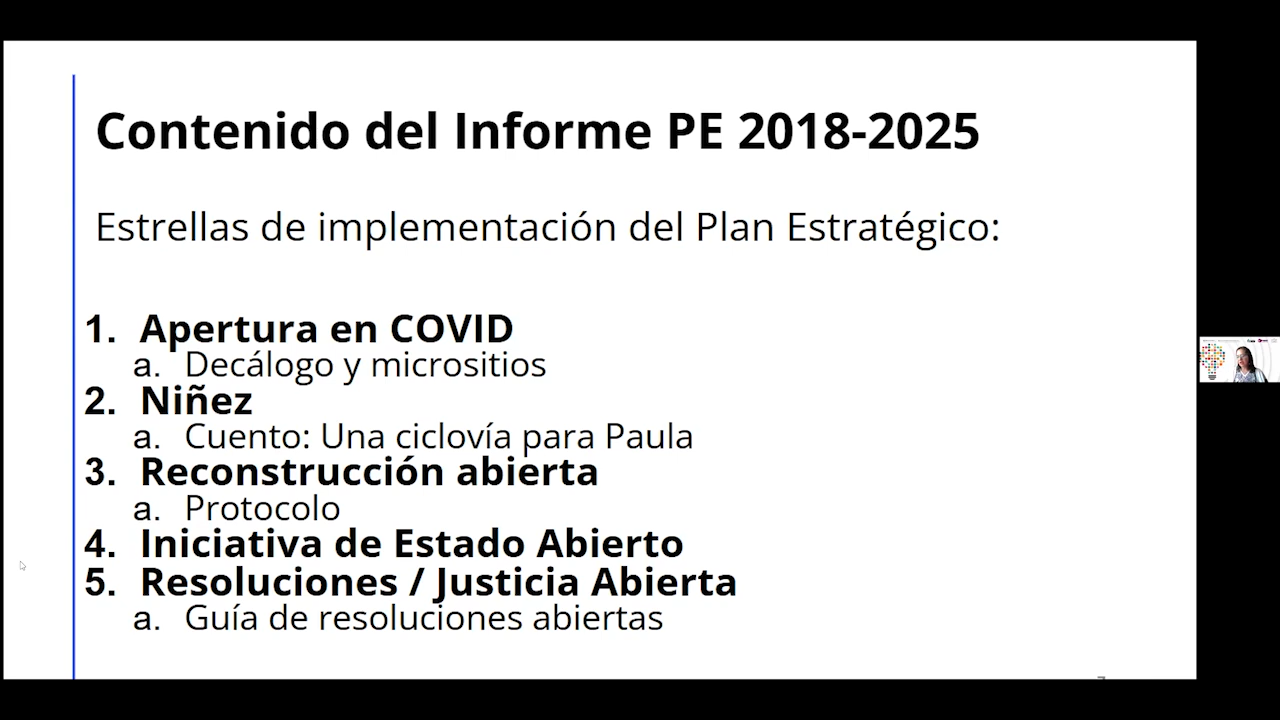 Contenido del Informe PE 2018-2025
Estrellas de implementación del Plan Estratégico:
1. Apertura en COVID
a. Decálogo y micrositios
2. Niñez
a. Cuento: Una ciclovía para Paula
3. Reconstrucción abierta
a. Protocolo
4. Iniciativa de Estado Abierto
5. Resoluciones / Justicia Abierta
a. Guía de resoluciones abiertas